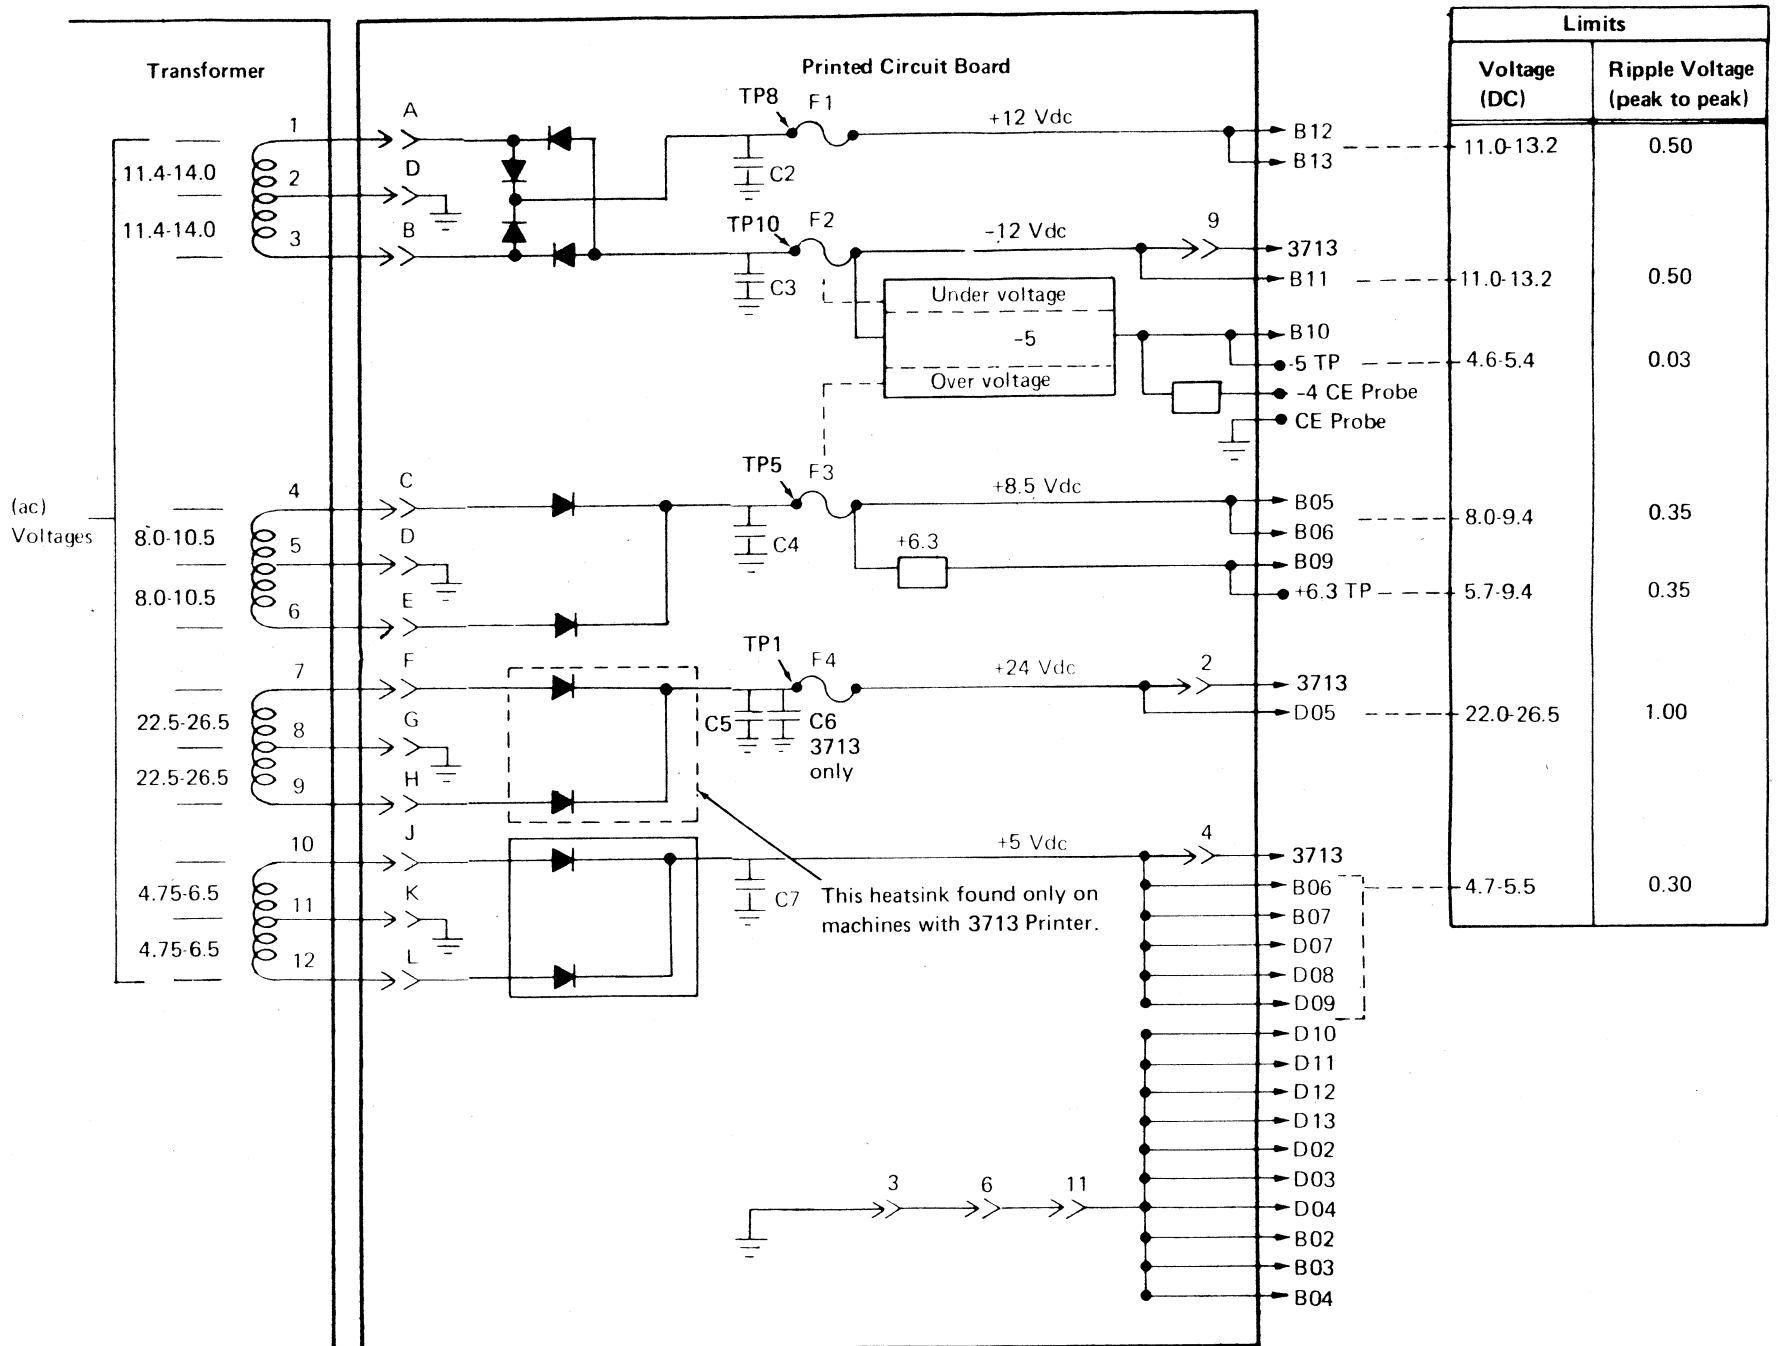 Limits
Voltage (DC)
Ripple Voltage (peak to peak)
Transformer
Printed Circuit Board
TP8
F1
+12 Vdc
1
A
B12
B13
11.0-13.2
0.50
11.4-14.0
2
D
C2
11.4-14.0
3
B
TP10
F2
-12 Vdc
9
3713
B11
11.0-13.2
0.50
C3
Under voltage
-5
Over voltage
B10
-5 TP
4.6-5.4
0.03
-4 CE Probe
CE Probe
(ac)
Voltages
4
C
TP5
F3
+8.5 Vdc
B05
B06
8.0-9.4
0.35
8.0-10.5
5
D
C4
+6.3
B09
+6.3 TP
5.7-9.4
0.35
8.0-10.5
6
E
7
F
TP1
F4
+24 Vdc
2
3713
D05
22.0-26.5
1.00
22.5-26.5
8
G
C5
C6
3713
only
22.5-26.5
9
H
10
J
+5 Vdc
4
3713
B06
4.7-5.5
0.30
4.75-6.5
11
K
C7
This heatsink found only on
machines with 3713 Printer.
B07
D07
4.75-6.5
12
L
D08
D09
D10
D11
D12
D13
D02
D03
3
6
11
D04
B02
B03
B04